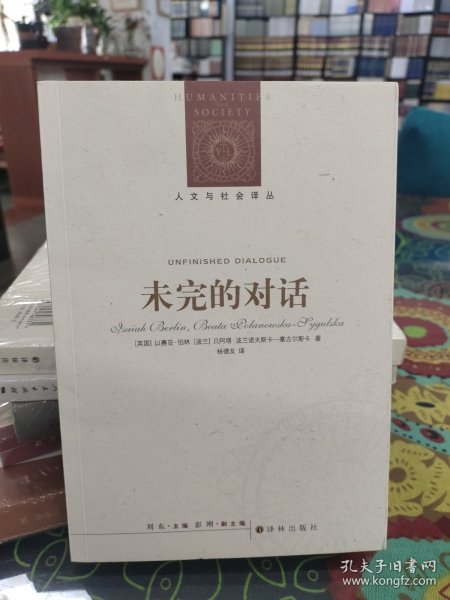 HUMANITIES
AND
SOCIETY
人文与社会译丛
UNFINISHED DIALOGUE
未完的对话
Isaiah Berlin, Beata Polanowska-Sygulska
[英国] 以赛亚·伯林 [波兰] 贝阿塔·波兰诺夫斯卡—塞古尔斯卡 著
杨德友 译
刘东·主编 彭刚·副主编
译林出版社
孔夫子旧书网
www.kongfz.com